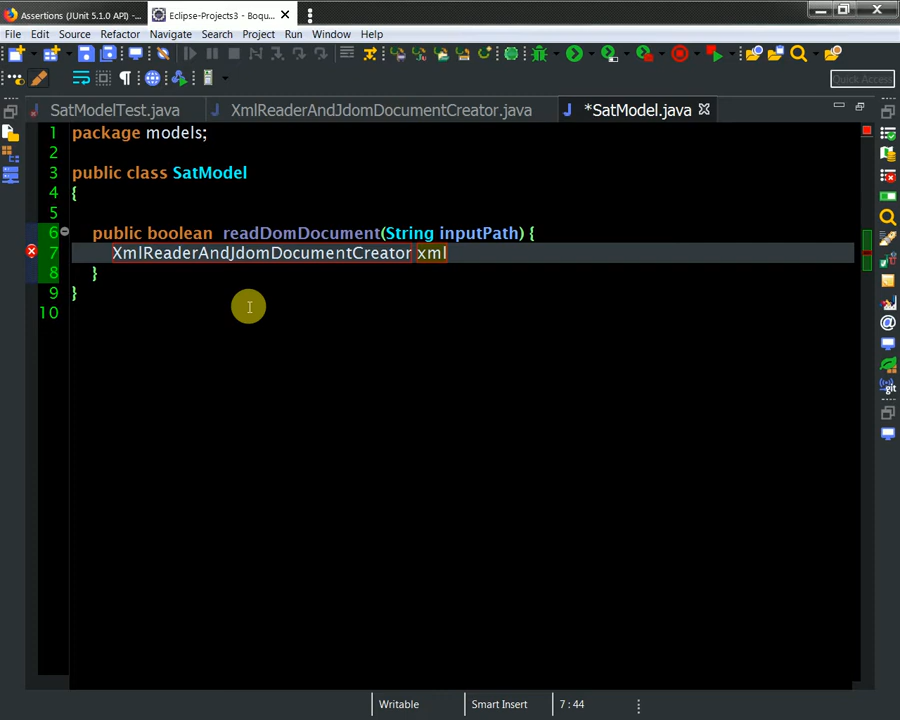 Assertions (JUnit 5.1.0 API) - ...
Eclipse-Projects3 - Boqu...
File Edit Source Refactor Navigate Search Project Run Window Help
Quick Access
SatModelTest.java
XmlReaderAndJdomDocumentCreator.java
*SatModel.java
1 package models;
2
3 public class SatModel
4 {
5
6 public boolean readDomDocument(String inputPath) {
7 XmlReaderAndJdomDocumentCreator xml
8 }
9 }
10
Writable
Smart Insert
7 : 44